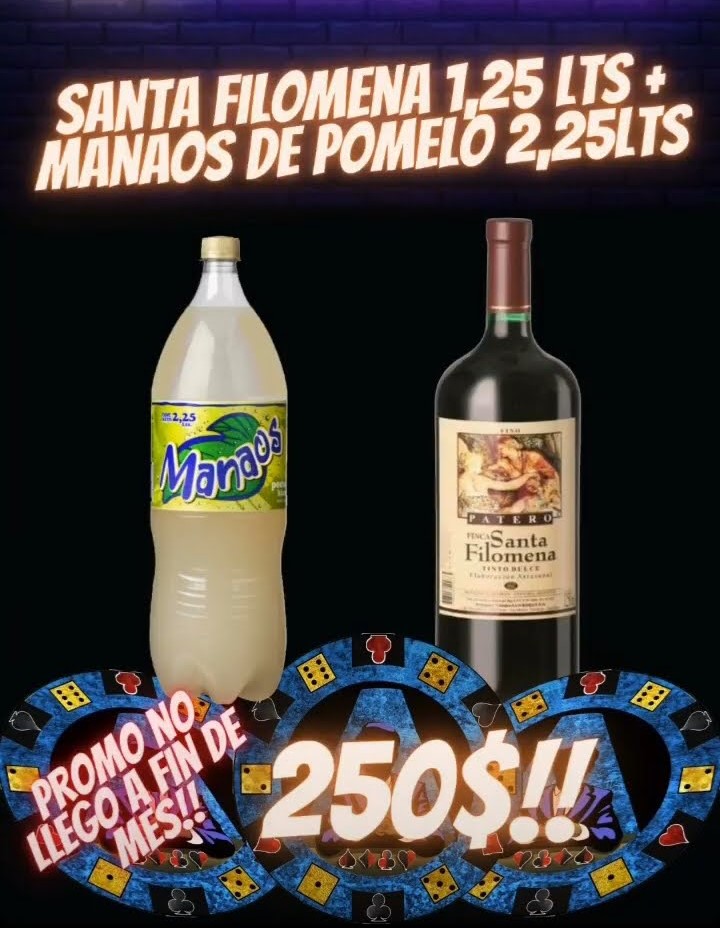 SANTA FILOMENA 1,25 LTS +
MANAOS DE POMELO 2,25LTS
2,25
Manaos
VINO
PATERO
FINCA Santa
Filomena
TINTO DULCE
Elaboración Artesanal
PROMO NO
LLEGO A FIN DE
MES!!
250$!!